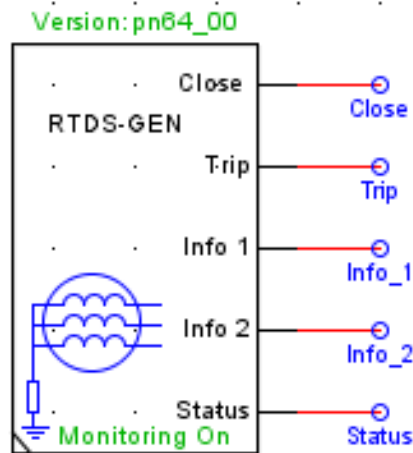 Version: pn64_00
Close
Close
RTDS-GEN
Trip
Trip
Info 1
Info_1
Info 2
Info_2
Status
Status
Monitoring On